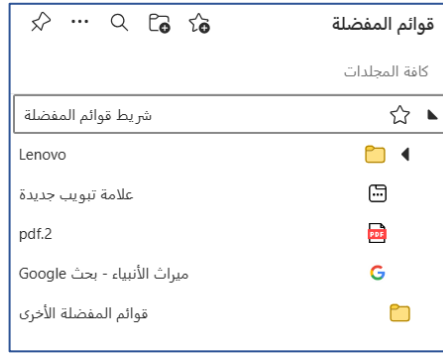 قوائم المفضلة
كافة المجلدات
شريط قوائم المفضلة
Lenovo
علامة تبويب جديدة
pdf.2
ميراث الأنبياء - بحث Google
قوائم المفضلة الأخرى